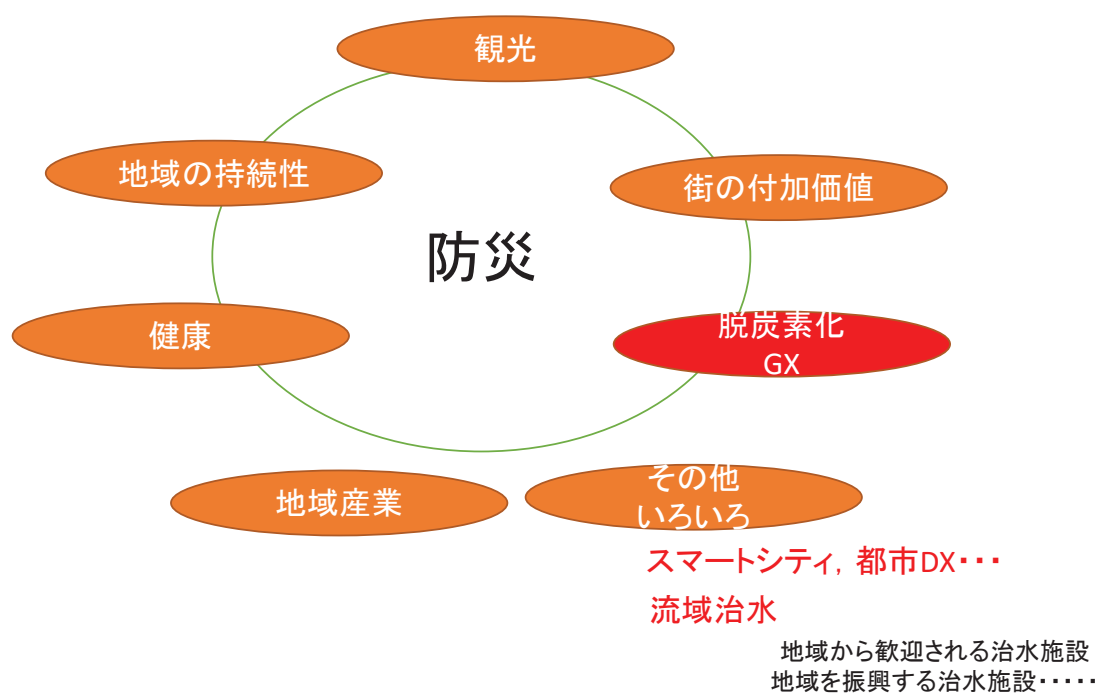 観光
地域の持続性
街の付加価値
防災
健康
脱炭素化
GX
地域産業
その他
いろいろ
スマートシティ, 都市DX・・・
流域治水
地域から歓迎される治水施設
地域を振興する治水施設・・・・・